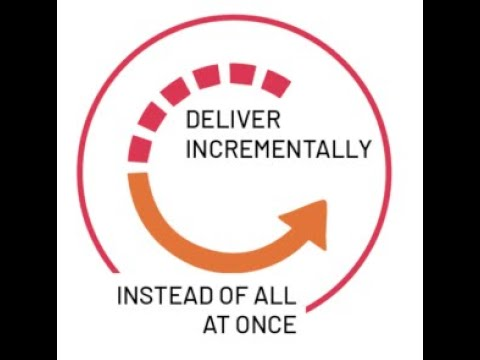 DELIVER
INCREMENTALLY
INSTEAD OF ALL
AT ONCE